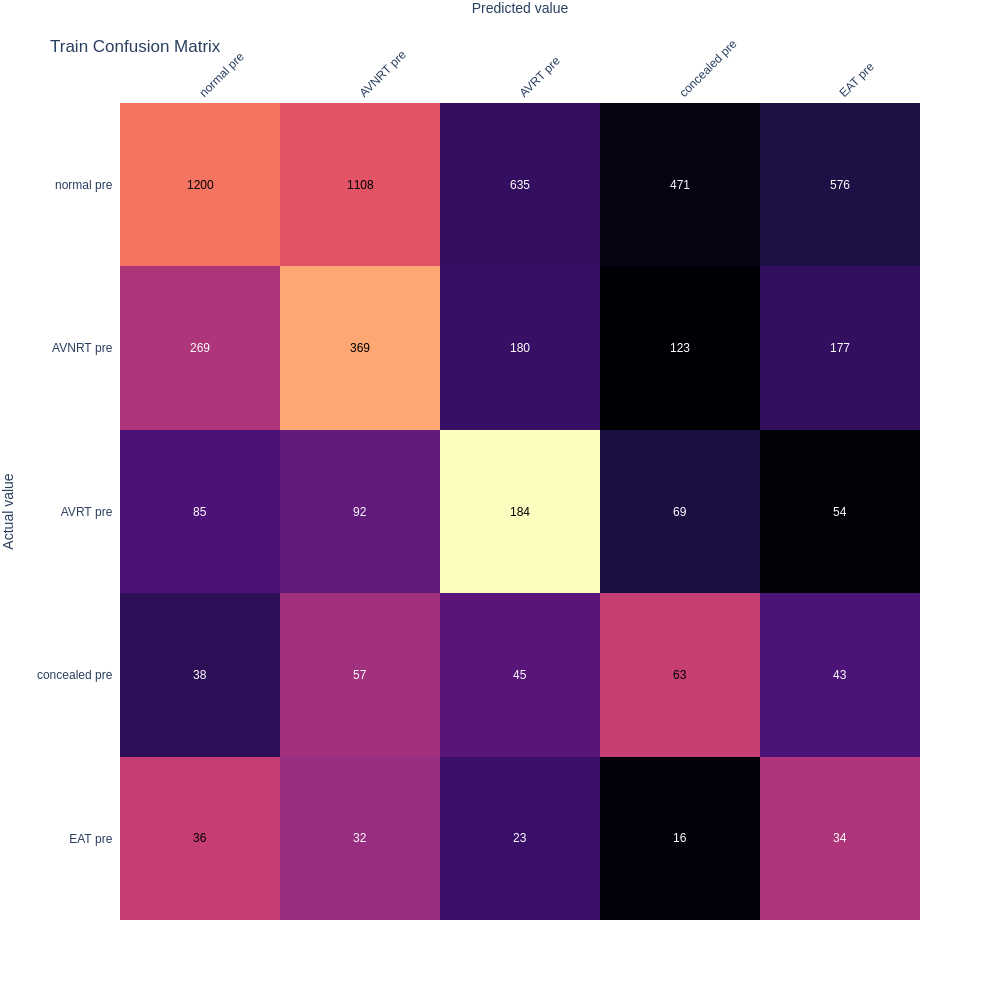 Predicted value
Train Confusion Matrix
normal pre AVNRT pre AVRT pre concealed pre EAT pre
normal pre 1200 1108 635 471 576
AVNRT pre 269 369 180 123 177
Actual value
AVRT pre 85 92 184 69 54
concealed pre 38 57 45 63 43
EAT pre 36 32 23 16 34